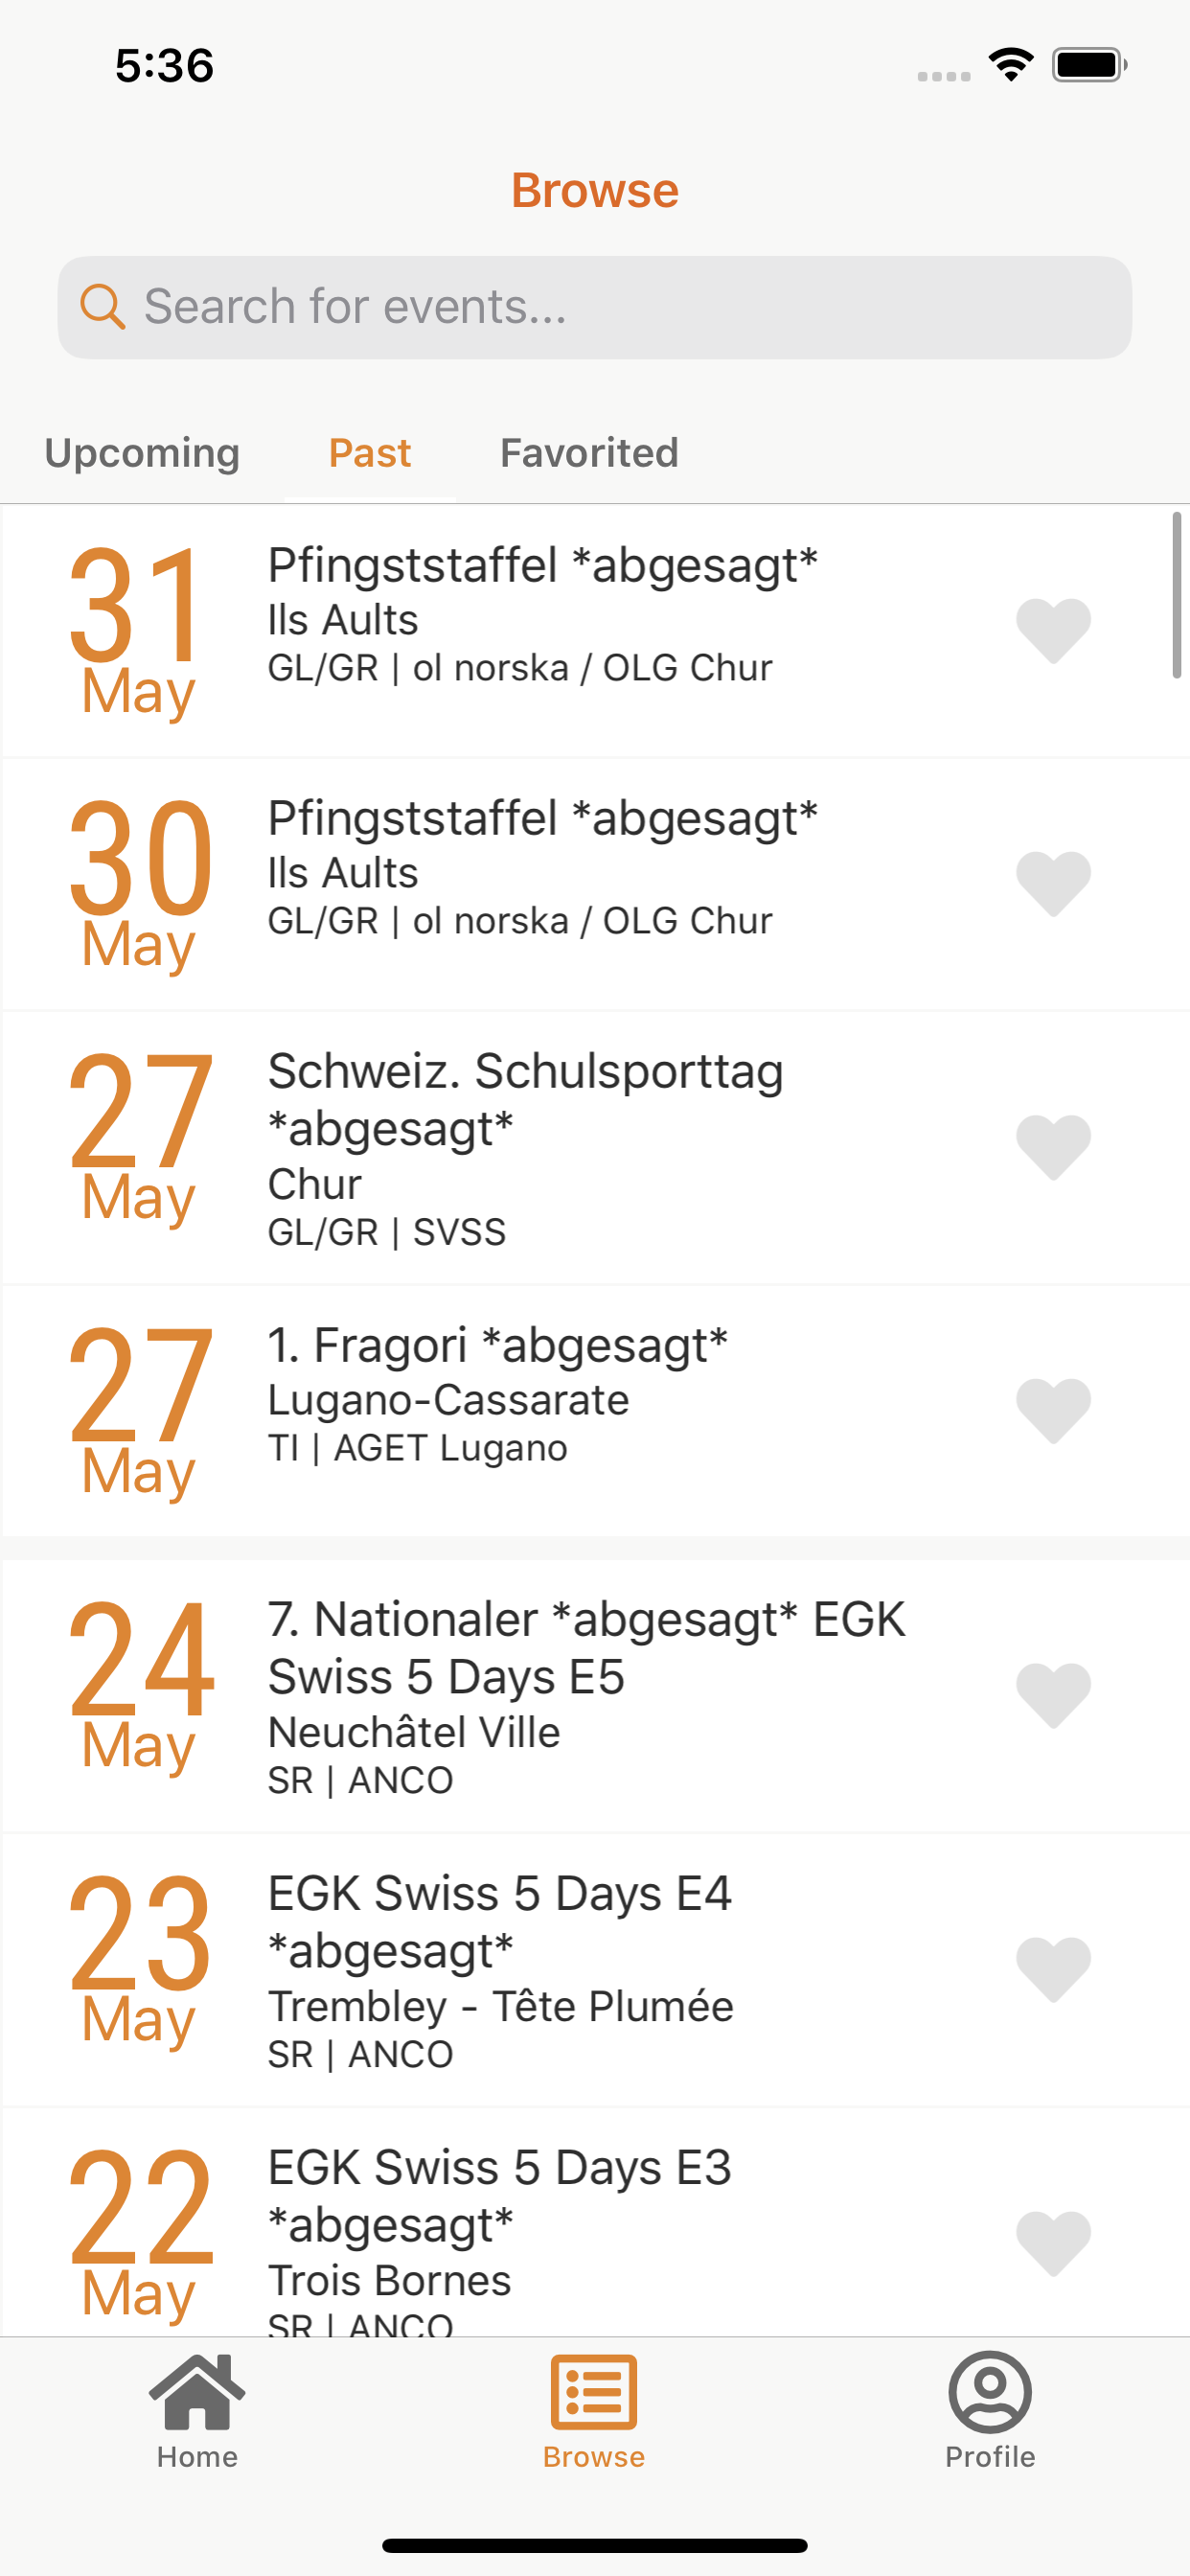 5:36
Browse
Search for events...
Upcoming Past Favorited
31
May
Pfingststaffel *abgesagt*
Ils Aults
GL/GR | ol norska / OLG Chur
30
May
Pfingststaffel *abgesagt*
Ils Aults
GL/GR | ol norska / OLG Chur
27
May
Schweiz. Schulsporttag
*abgesagt*
Chur
GL/GR | SVSS
27
May
1. Fragori *abgesagt*
Lugano-Cassarate
TI | AGET Lugano
24
May
7. Nationaler *abgesagt* EGK
Swiss 5 Days E5
Neuchâtel Ville
SR | ANCO
23
May
EGK Swiss 5 Days E4
*abgesagt*
Trembley - Tête Plumée
SR | ANCO
22
May
EGK Swiss 5 Days E3
*abgesagt*
Trois Bornes
SR | ANCO
Home Browse Profile